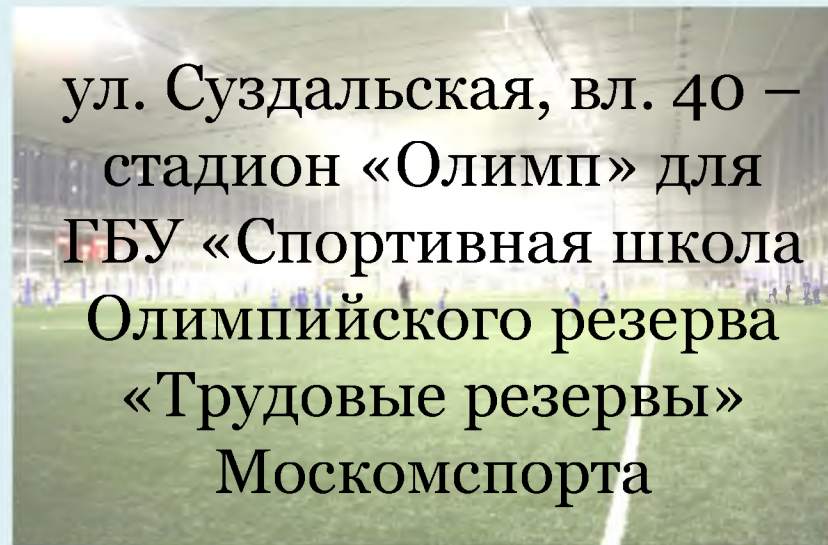 ул. Суздальская, вл. 40 –
стадион «Олимп» для
ГБУ «Спортивная школа
Олимпийского резерва
«Трудовые резервы»
Москомспорта